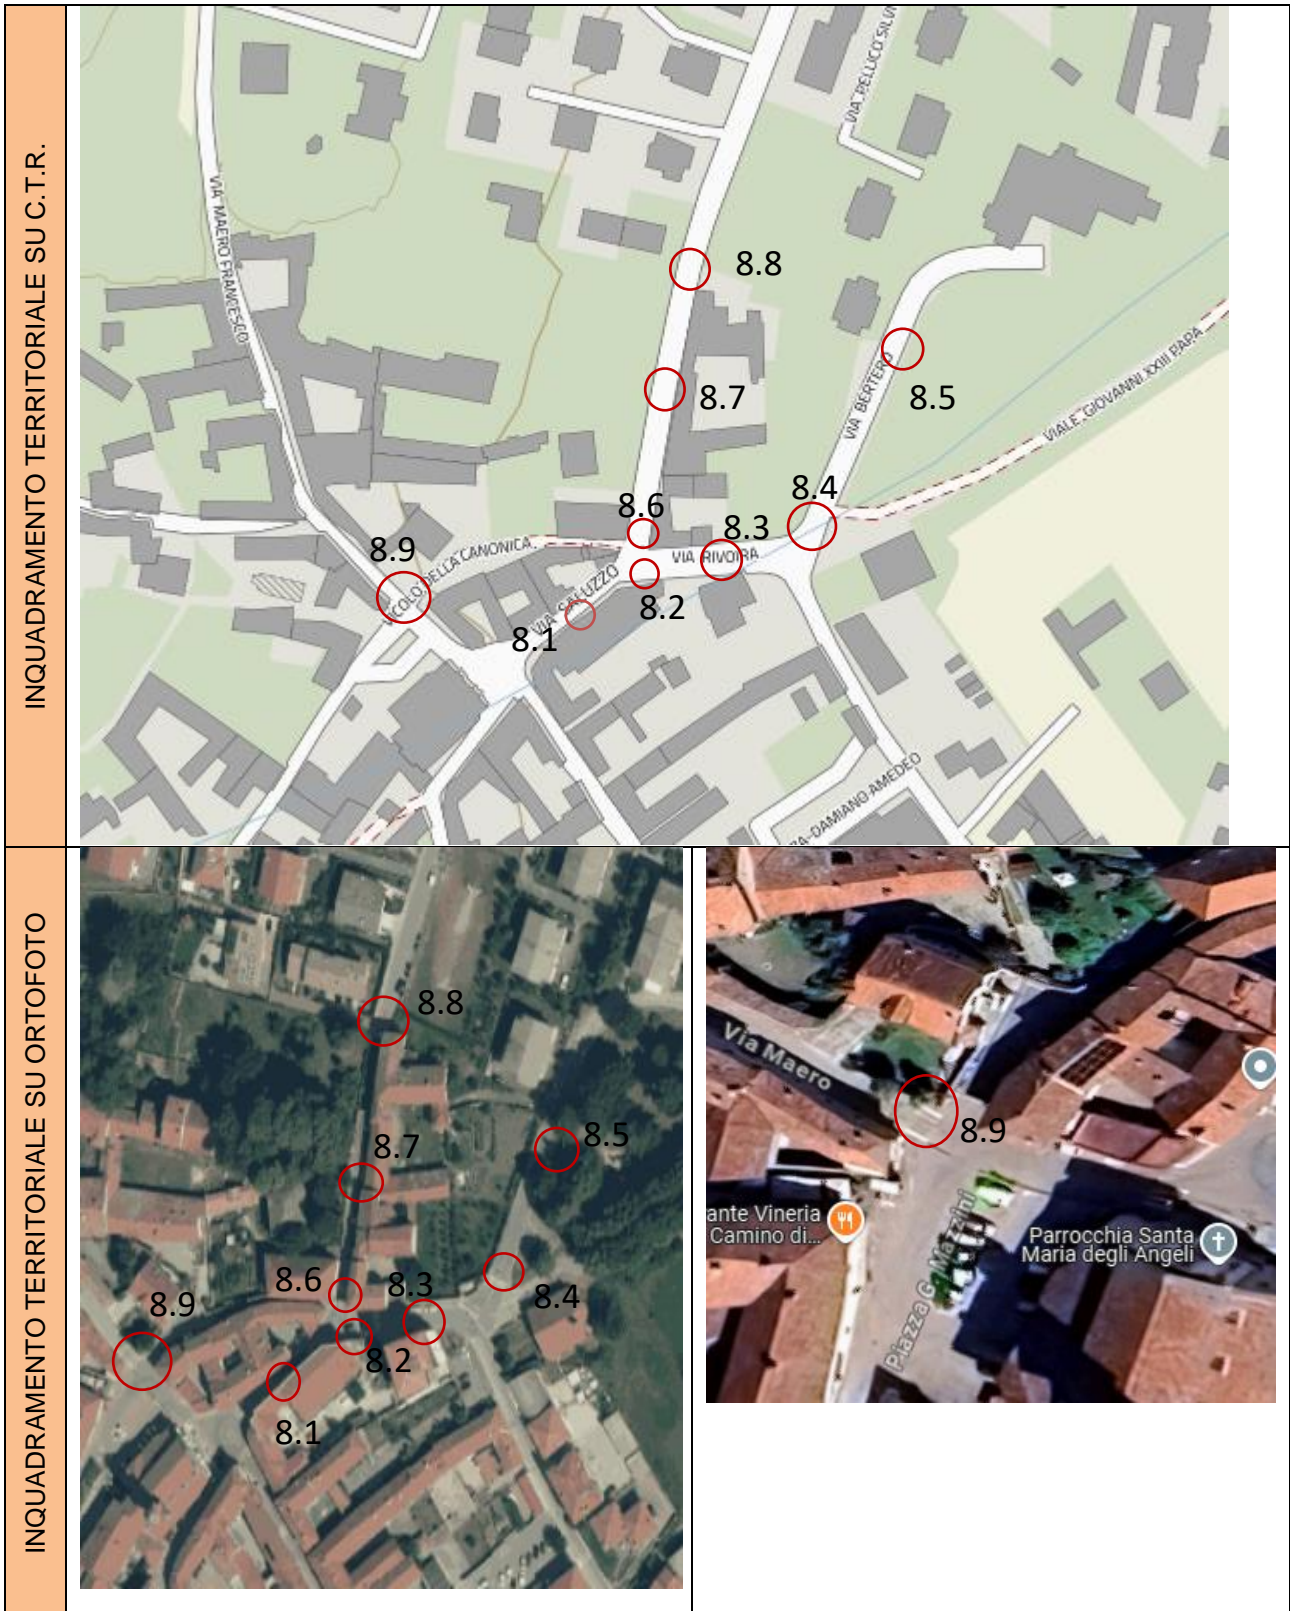 INQUADRAMENTO TERRITORIALE SU C.T.R.
VIA PELLICO SILVI
VIA MAERO FRANCESCO
8.8
8.7
VIA BERTERO
8.5
VIALE GIOVANNI XXIII PAPA
8.4
8.6
8.3
VIA RIVOIRA
8.9
VICOLO DELLA CANONICA
VIA SALUZZO
8.2
8.1
ZA DAMIANO AMEDEO
INQUADRAMENTO TERRITORIALE SU ORTOFOTO
8.8
8.7
8.5
8.6
8.3
8.4
8.9
8.2
8.1
Via Maero
8.9
ante Vineria
Camino di...
Piazza G. Mazzini
Parrocchia Santa
Maria degli Angeli